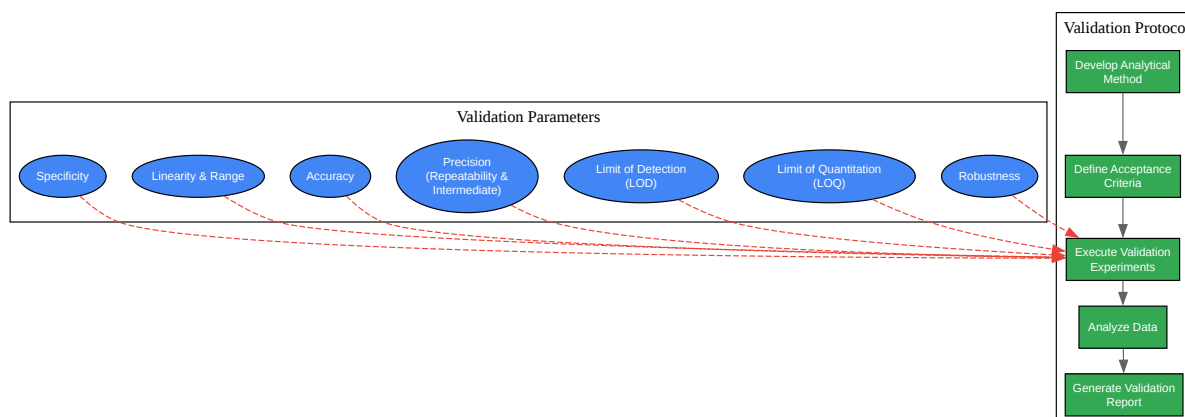 Validation Protoco
Develop Analytical
Method
Validation Parameters
Specificity
Linearity & Range
Accuracy
Precision
(Repeatability &
Intermediate)
Limit of Detection
(LOD)
Limit of Quantitation
(LOQ)
Robustness
Define Acceptance
Criteria
Execute Validation
Experiments
Analyze Data
Generate Validation
Report